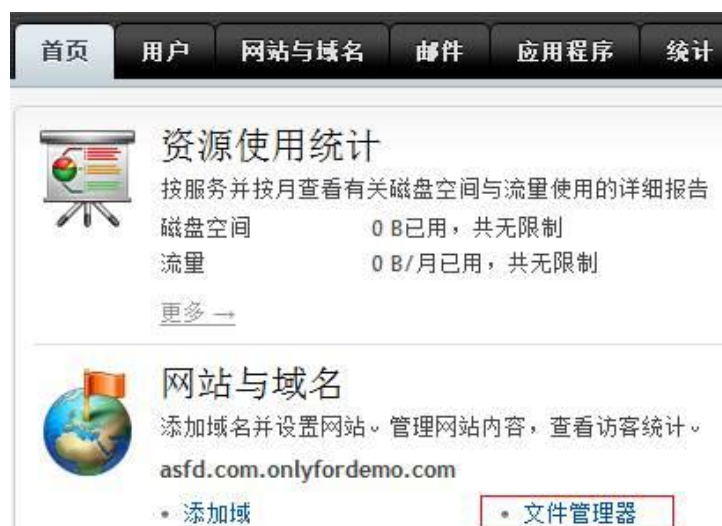 首页 用户 网站与域名 邮件 应用程序 统计
资源使用统计
按服务并按月查看有关磁盘空间与流量使用的详细报告
磁盘空间 0 B已用，共无限制
流量 0 B/月已用，共无限制
更多 →
网站与域名
添加域名并设置网站。管理网站内容，查看访客统计。
asfd.com.onlyfordemo.com
• 添加域 • 文件管理器